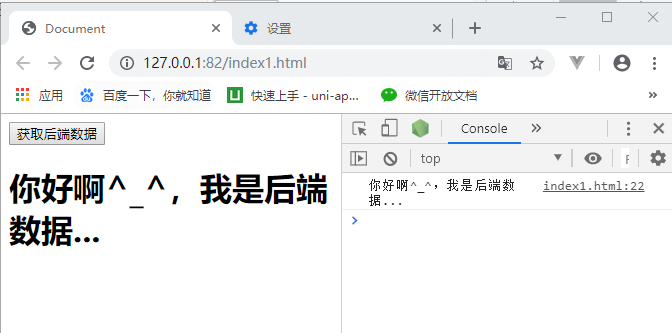 Document
设置
127.0.0.1:82/index1.html
应用
百度一下，你就知道
快速上手 - uni-ap...
微信开放文档
»
获取后端数据
Console
»
top
你好啊^_^，我是后端数
据...
index1.html:22
你好啊^_^，我是后端
数据...